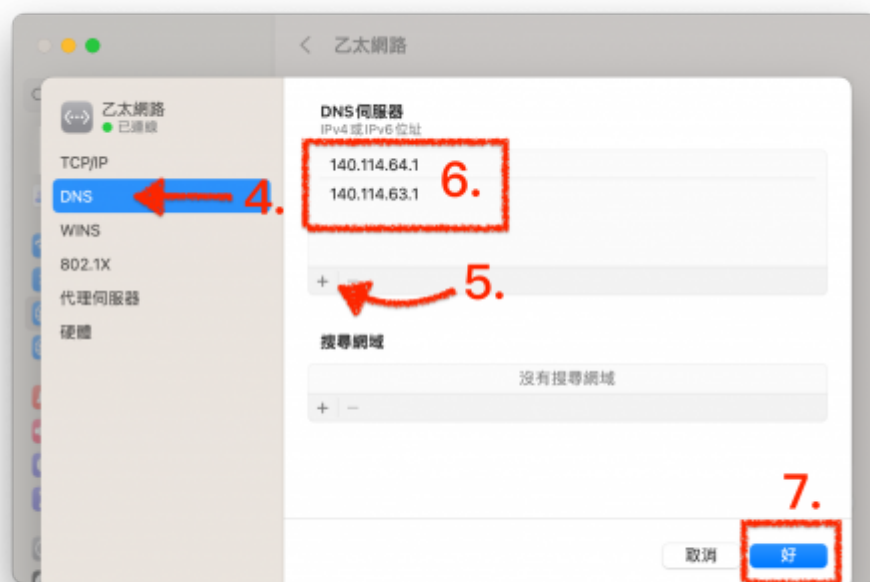 乙太網路
乙太網路
已連線
TCP/IP
DNS
4.
WINS
802.1X
代理伺服器
硬體
DNS伺服器
IPv4或IPv6位址
140.114.64.1
140.114.63.1
6.
+ −
5.
搜尋網域
沒有搜尋網域
+ −
7.
取消
好